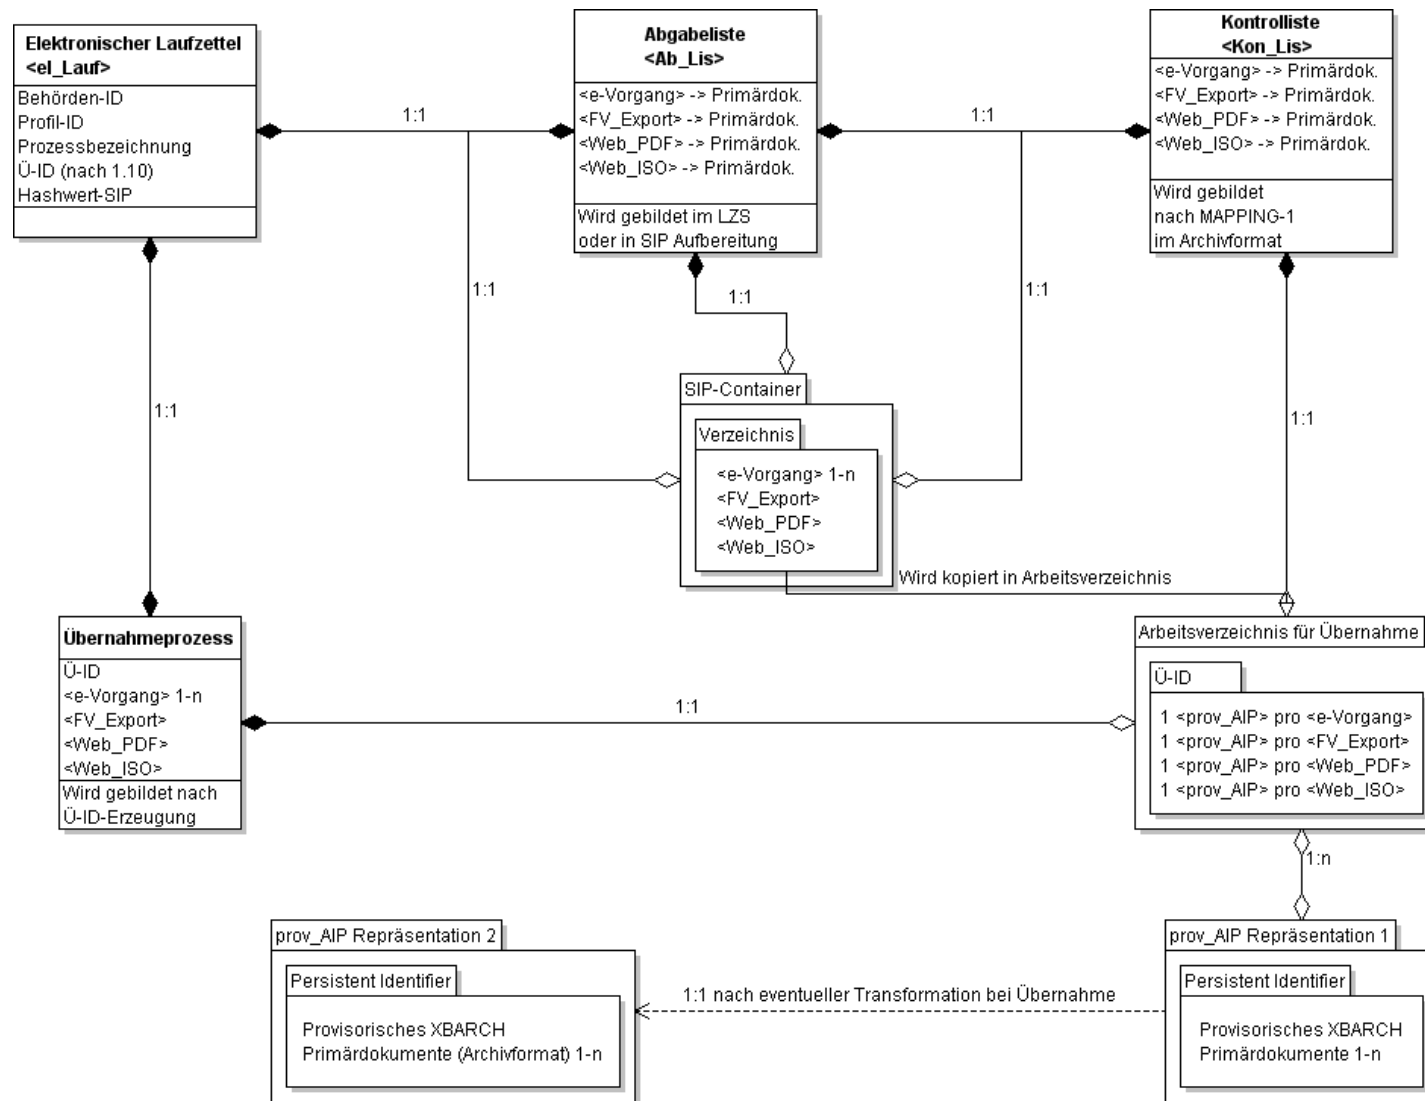 Elektronischer Laufzettel
<el_Lauf>
Behörden-ID
Profil-ID
Prozessbezeichnung
Ü-ID (nach 1.10)
Hashwert-SIP
1:1
Abgabeliste
<Ab_Lis>
<e-Vorgang> -> Primärdok.
<FV_Export> -> Primärdok.
<Web_PDF> -> Primärdok.
<Web_ISO> -> Primärdok.
Wird gebildet im LZS
oder in SIP Aufbereitung
1:1
Kontrolliste
<Kon_Lis>
<e-Vorgang> -> Primärdok.
<FV_Export> -> Primärdok.
<Web_PDF> -> Primärdok.
<Web_ISO> -> Primärdok.
Wird gebildet
nach MAPPING-1
im Archivformat
1:1
1:1
1:1
1:1
1:1
SIP-Container
Verzeichnis
<e-Vorgang> 1-n
<FV_Export>
<Web_PDF>
<Web_ISO>
Wird kopiert in Arbeitsverzeichnis
Übernahmeprozess
Ü-ID
<e-Vorgang> 1-n
<FV_Export>
<Web_PDF>
<Web_ISO>
Wird gebildet nach
Ü-ID-Erzeugung
1:1
Arbeitsverzeichnis für Übernahme
Ü-ID
1 <prov_AIP> pro <e-Vorgang>
1 <prov_AIP> pro <FV_Export>
1 <prov_AIP> pro <Web_PDF>
1 <prov_AIP> pro <Web_ISO>
1:n
prov_AIP Repräsentation 2
Persistent Identifier
Provisorisches XBARCH
Primärdokumente (Archivformat) 1-n
1:1 nach eventueller Transformation bei Übernahme
prov_AIP Repräsentation 1
Persistent Identifier
Provisorisches XBARCH
Primärdokumente 1-n